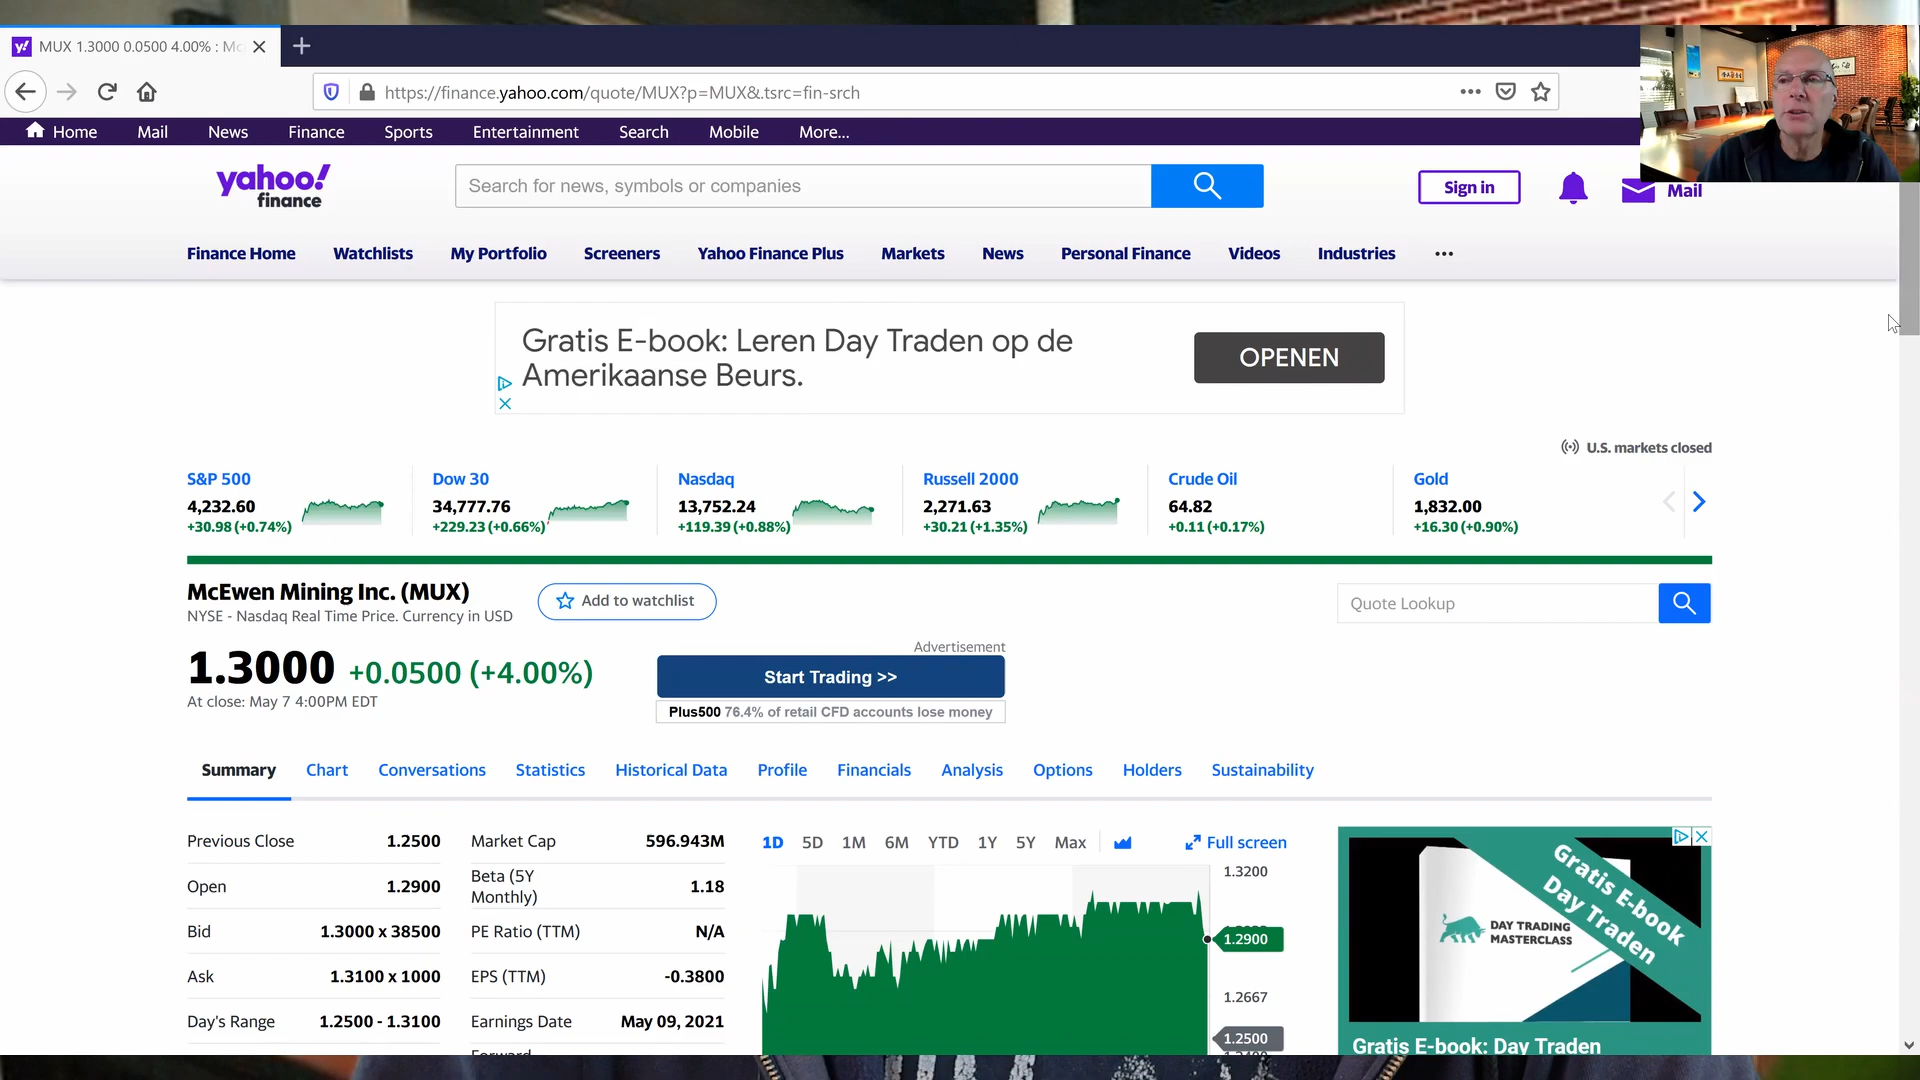 MUX 1.3000 0.0500 4.00% : Mc
https://finance.yahoo.com/quote/MUX?p=MUX&.tsrc=fin-srch
Home Mail News Finance Sports Entertainment Search Mobile More...
yahoo!
finance
Search for news, symbols or companies
Sign in
Mail
Finance Home Watchlists My Portfolio Screeners Yahoo Finance Plus Markets News Personal Finance Videos Industries
Gratis E-book: Leren Day Traden op de
Amerikaanse Beurs.
OPENEN
U.S. markets closed
S&P 500
4,232.60
+30.98 (+0.74%)
Dow 30
34,777.76
+229.23 (+0.66%)
Nasdaq
13,752.24
+119.39 (+0.88%)
Russell 2000
2,271.63
+30.21 (+1.35%)
Crude Oil
64.82
+0.11 (+0.17%)
Gold
1,832.00
+16.30 (+0.90%)
McEwen Mining Inc. (MUX)
NYSE - Nasdaq Real Time Price. Currency in USD
Add to watchlist
Quote Lookup
1.3000 +0.0500 (+4.00%)
At close: May 7 4:00PM EDT
Advertisement
Start Trading >>
Plus500 76.4% of retail CFD accounts lose money
Summary Chart Conversations Statistics Historical Data Profile Financials Analysis Options Holders Sustainability
Previous Close 1.2500
Open 1.2900
Bid 1.3000 x 38500
Ask 1.3100 x 1000
Day's Range 1.2500 - 1.3100
Market Cap 596.943M
Beta (5Y
Monthly) 1.18
PE Ratio (TTM) N/A
EPS (TTM) -0.3800
Earnings Date May 09, 2021
Forward
1D 5D 1M 6M YTD 1Y 5Y Max
Full screen
1.3200
1.2900
1.2667
1.2500
Gratis E-book
Day Traden
DAY TRADING
MASTERCLASS
Gratis E-book: Day Traden